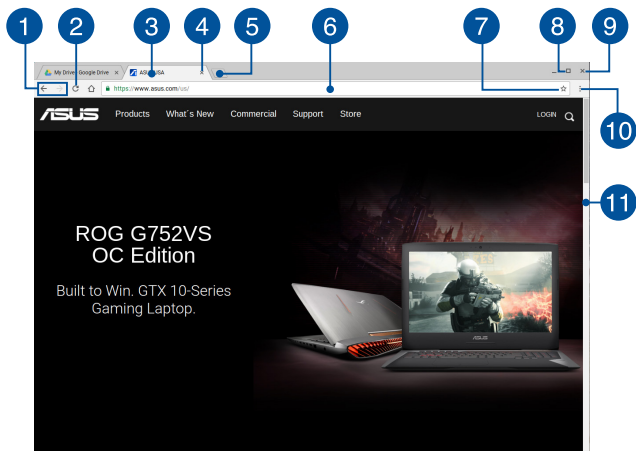 1 2 3 4 5 6 7 8 9
My Drive - Google Drive
https://www.asus.com/us/
10
ASUS Products What´s New Commercial Support Store LOGIN
11
ROG G752VS
OC Edition
Built to Win. GTX 10-Series
Gaming Laptop.
ASUS